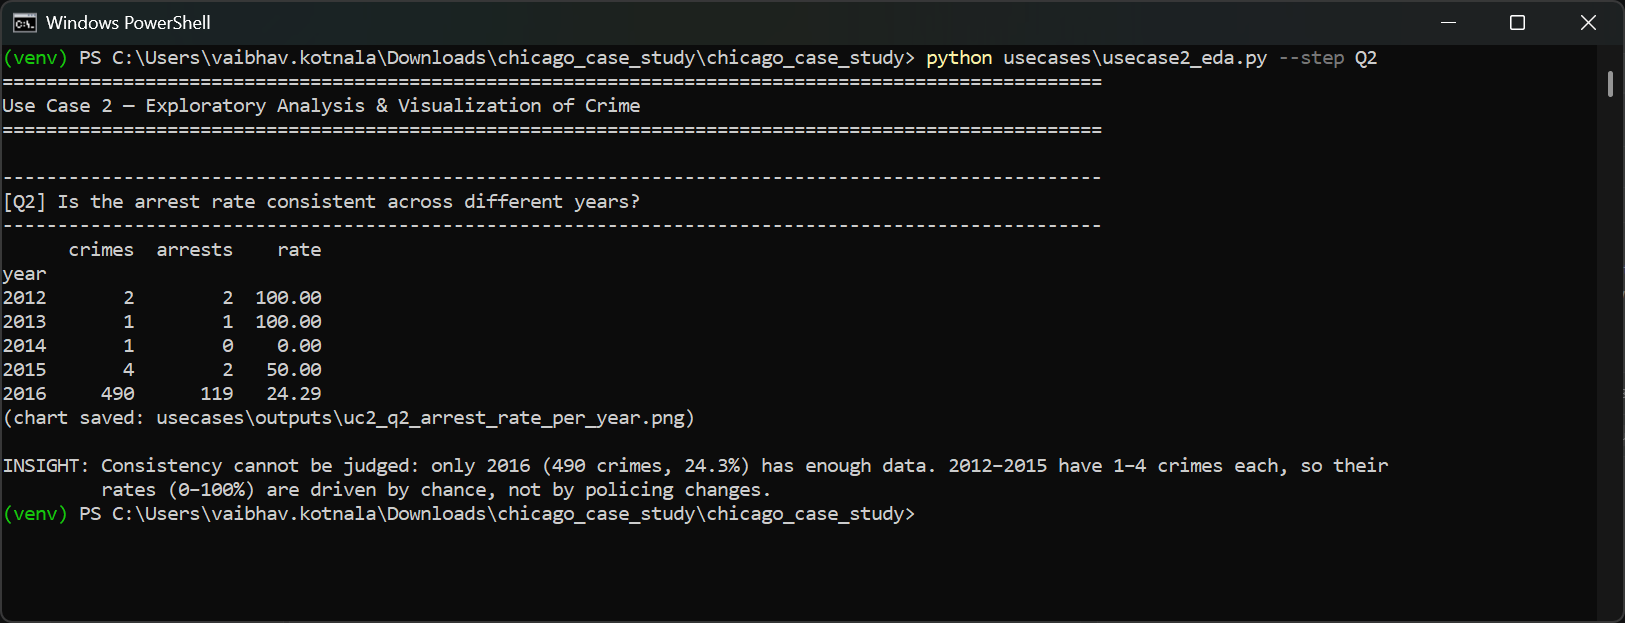 Windows PowerShell
(venv) PS C:\Users\vaibhav.kotnala\Downloads\chicago_case_study\chicago_case_study> python usecases\usecase2_eda.py --step Q2
====================================================================================================
Use Case 2 — Exploratory Analysis & Visualization of Crime
====================================================================================================
----------------------------------------------------------------------------------------------------
[Q2] Is the arrest rate consistent across different years?
----------------------------------------------------------------------------------------------------
      crimes  arrests    rate
year
2012       2        2  100.00
2013       1        1  100.00
2014       1        0    0.00
2015       4        2   50.00
2016     490      119   24.29
(chart saved: usecases\outputs\uc2_q2_arrest_rate_per_year.png)
INSIGHT: Consistency cannot be judged: only 2016 (490 crimes, 24.3%) has enough data. 2012–2015 have 1–4 crimes each, so their
         rates (0–100%) are driven by chance, not by policing changes.
(venv) PS C:\Users\vaibhav.kotnala\Downloads\chicago_case_study\chicago_case_study>